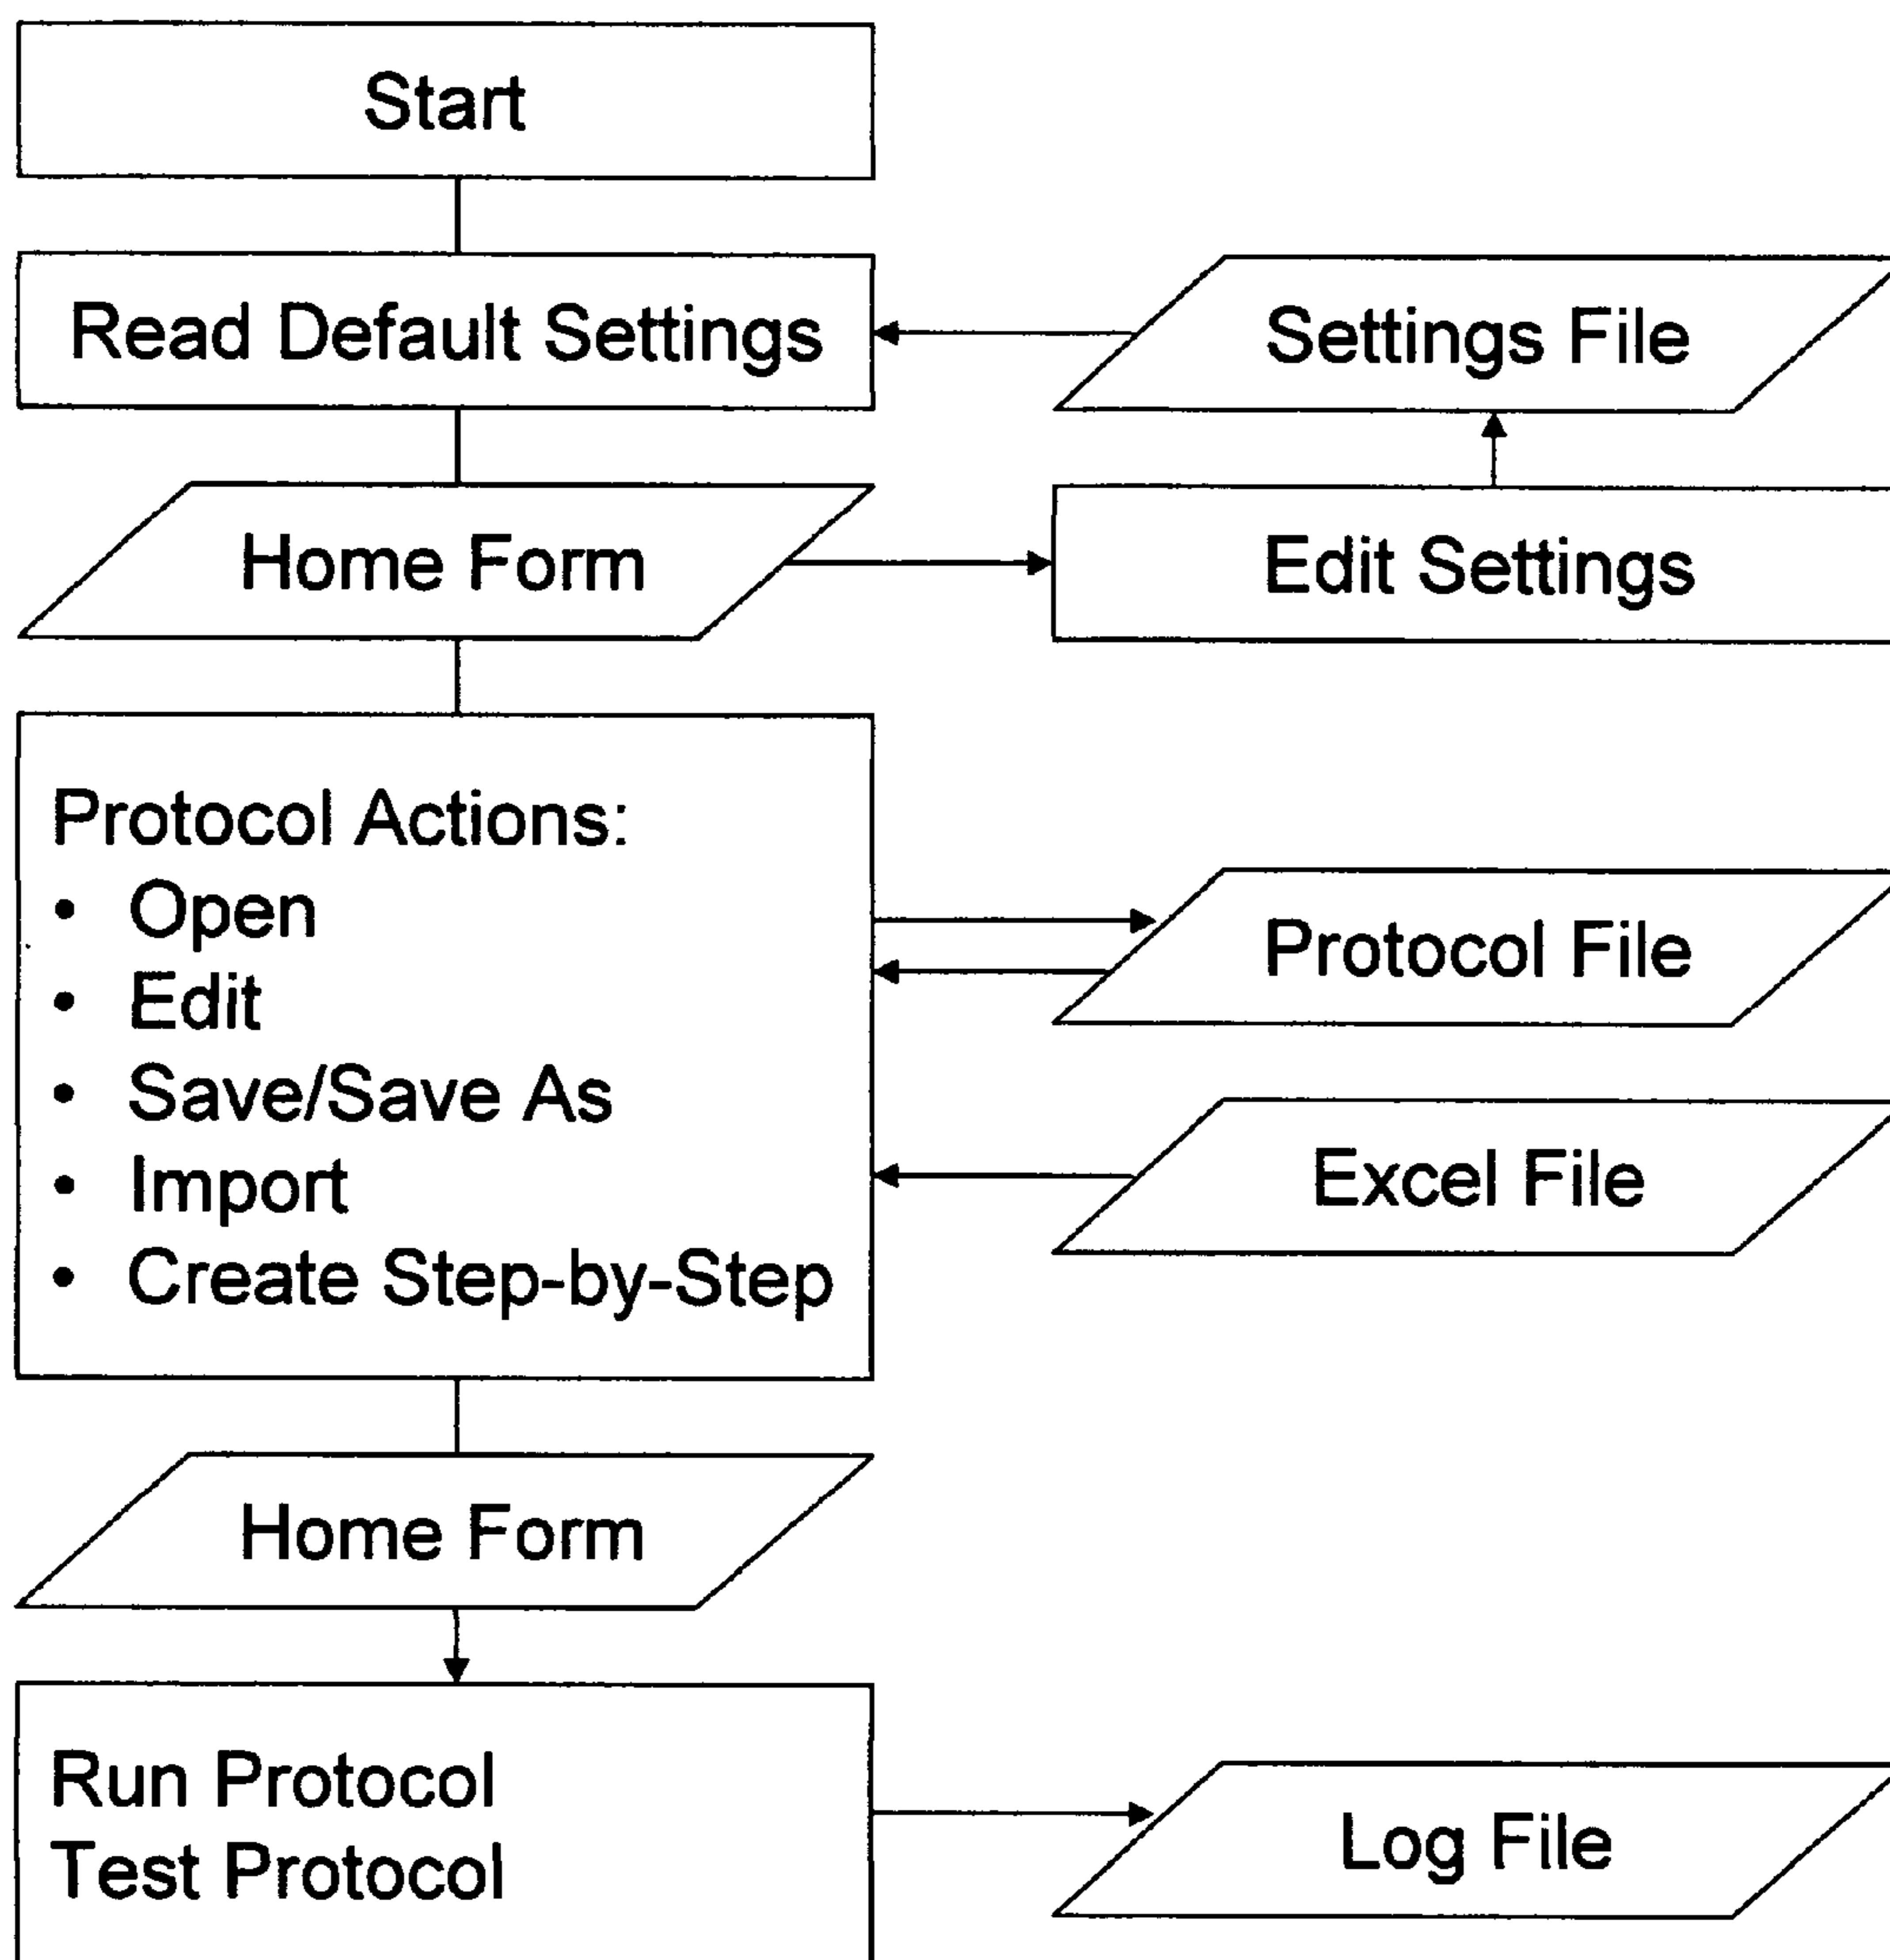 Start
Read Default Settings
Settings File
Home Form
Edit Settings
Protocol Actions:
• Open
• Edit
• Save/Save As
• Import
• Create Step-by-Step
Protocol File
Excel File
Home Form
Run Protocol
Test Protocol
Log File